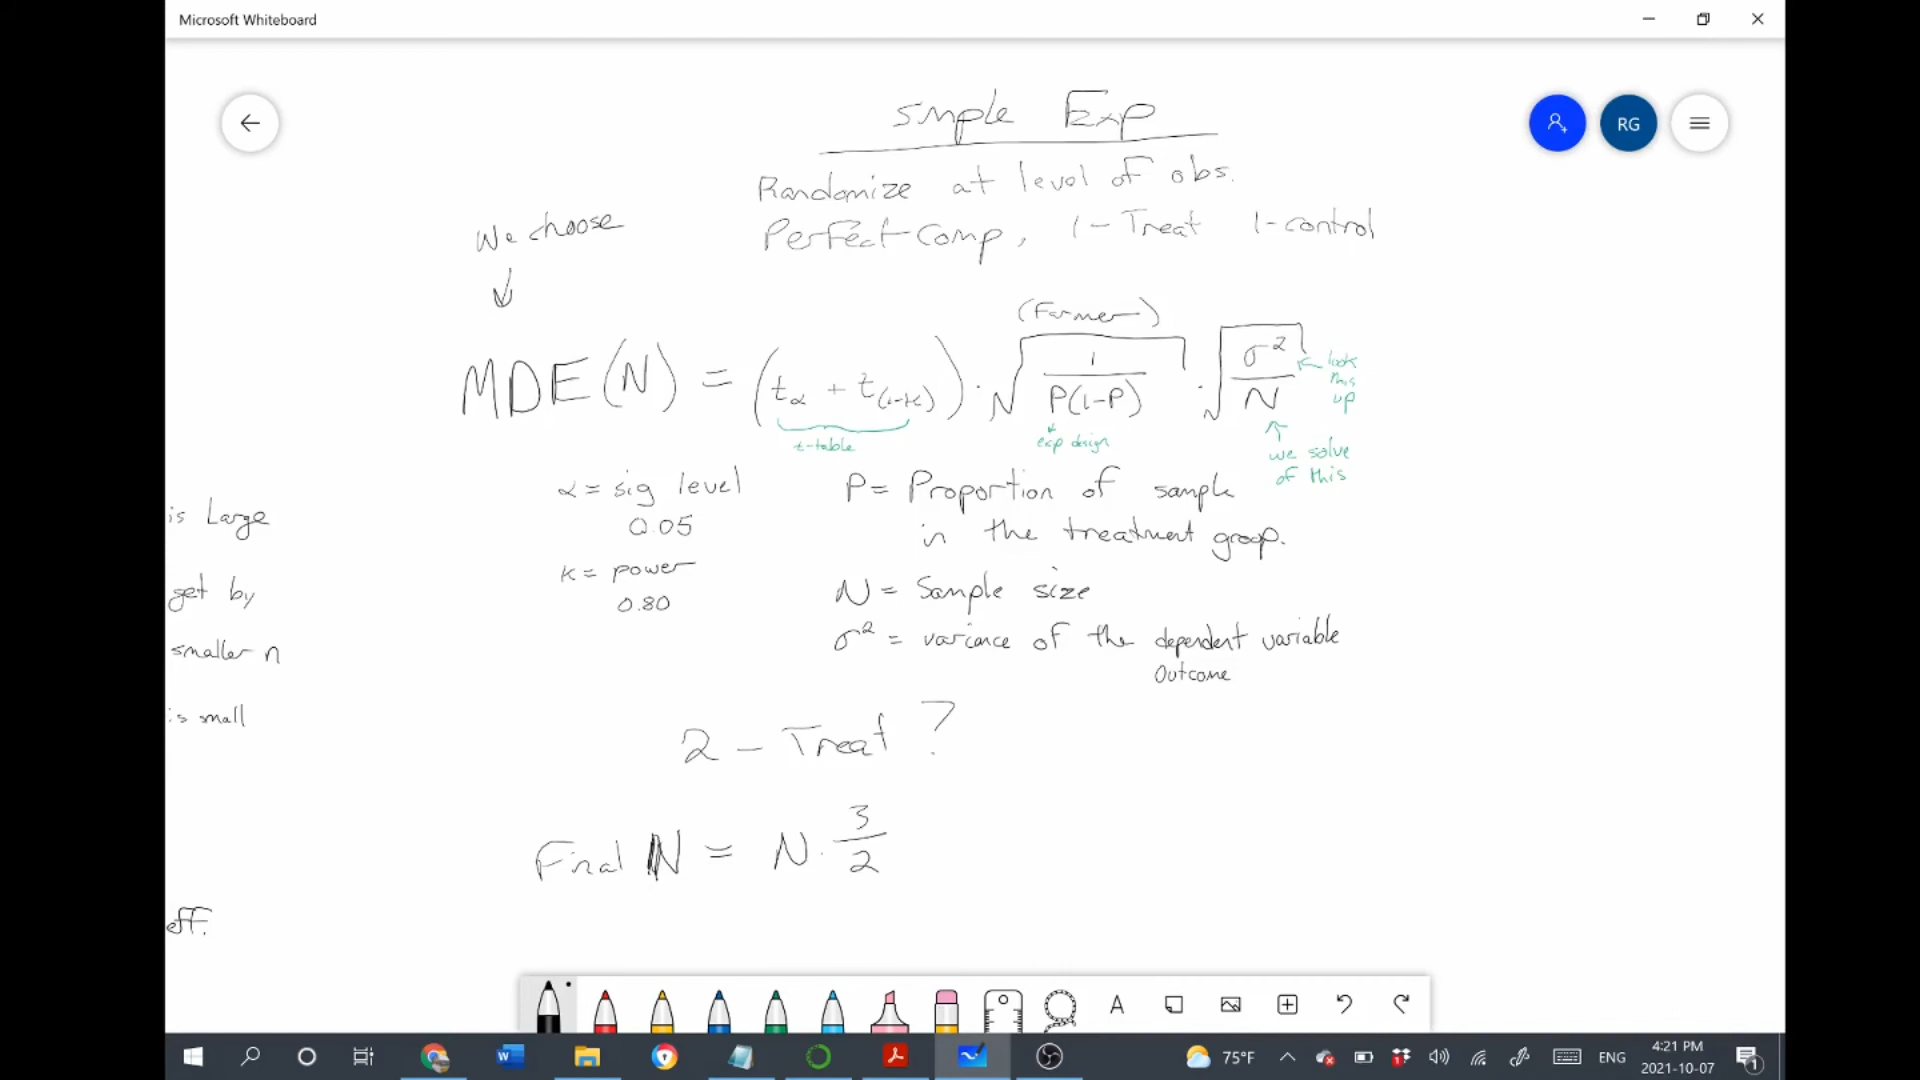 Microsoft Whiteboard
smple Exp
RG
Randomize at level of obs.
Perfect Comp, 1-Treat 1-control
We choose
(Farmer)
MDE(N) = (tα + t(1-κ)) · √(1/P(1-P)) · √(σ²/N)
look
this
up
t-table
exp design
we solve
of this
α = sig level
0.05
κ = power
0.80
P = Proportion of sample
in the treatment group.
N = Sample size
σ² = variance of the dependent variable
Outcome
is Large
get by
smaller n
is small
2 - Treat ?
Final N = N · 3/2
eff.
A
75°F
ENG
4:21 PM
2021-10-07
1